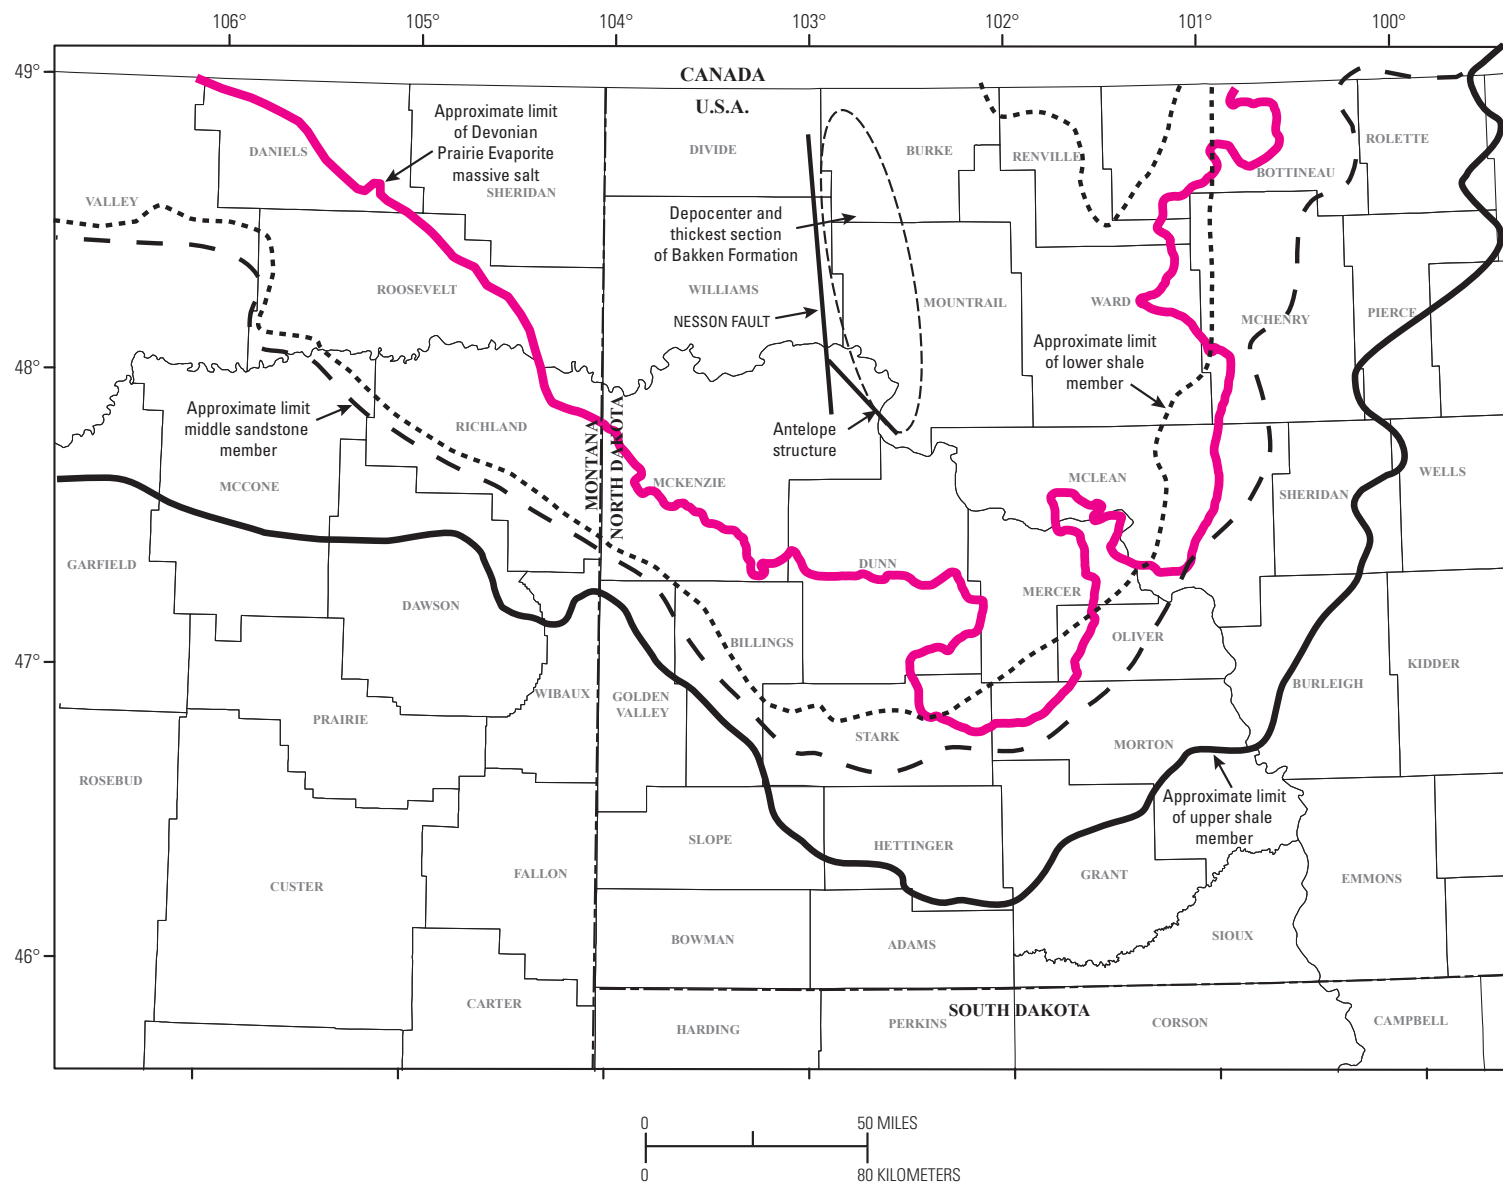 106°
105°
104°
103°
102°
101°
100°
49°
48°
47°
46°
CANADA
U.S.A.
Approximate limit
of Devonian
Prairie Evaporite
massive salt
DANIELS
SHERIDAN
DIVIDE
BURKE
RENVILLE
BOTTINEAU
ROLETTE
VALLEY
Depocenter and
thickest section
of Bakken Formation
ROOSEVELT
WILLIAMS
MOUNTRAIL
WARD
MCHENRY
PIERCE
NESSON FAULT
Approximate limit
of lower shale
member
Approximate limit
middle sandstone
member
RICHLAND
MONTANA
NORTH DAKOTA
Antelope
structure
MCCONE
MCKENZIE
MCLEAN
SHERIDAN
WELLS
GARFIELD
DAWSON
DUNN
MERCER
OLIVER
BILLINGS
KIDDER
BURLEIGH
WIBAUX
GOLDEN
VALLEY
PRAIRIE
STARK
MORTON
ROSEBUD
Approximate limit
of upper shale
member
SLOPE
HETTINGER
GRANT
EMMONS
CUSTER
FALLON
BOWMAN
ADAMS
SIOUX
CARTER
SOUTH DAKOTA
HARDING
PERKINS
CORSON
CAMPBELL
0
50 MILES
0
80 KILOMETERS